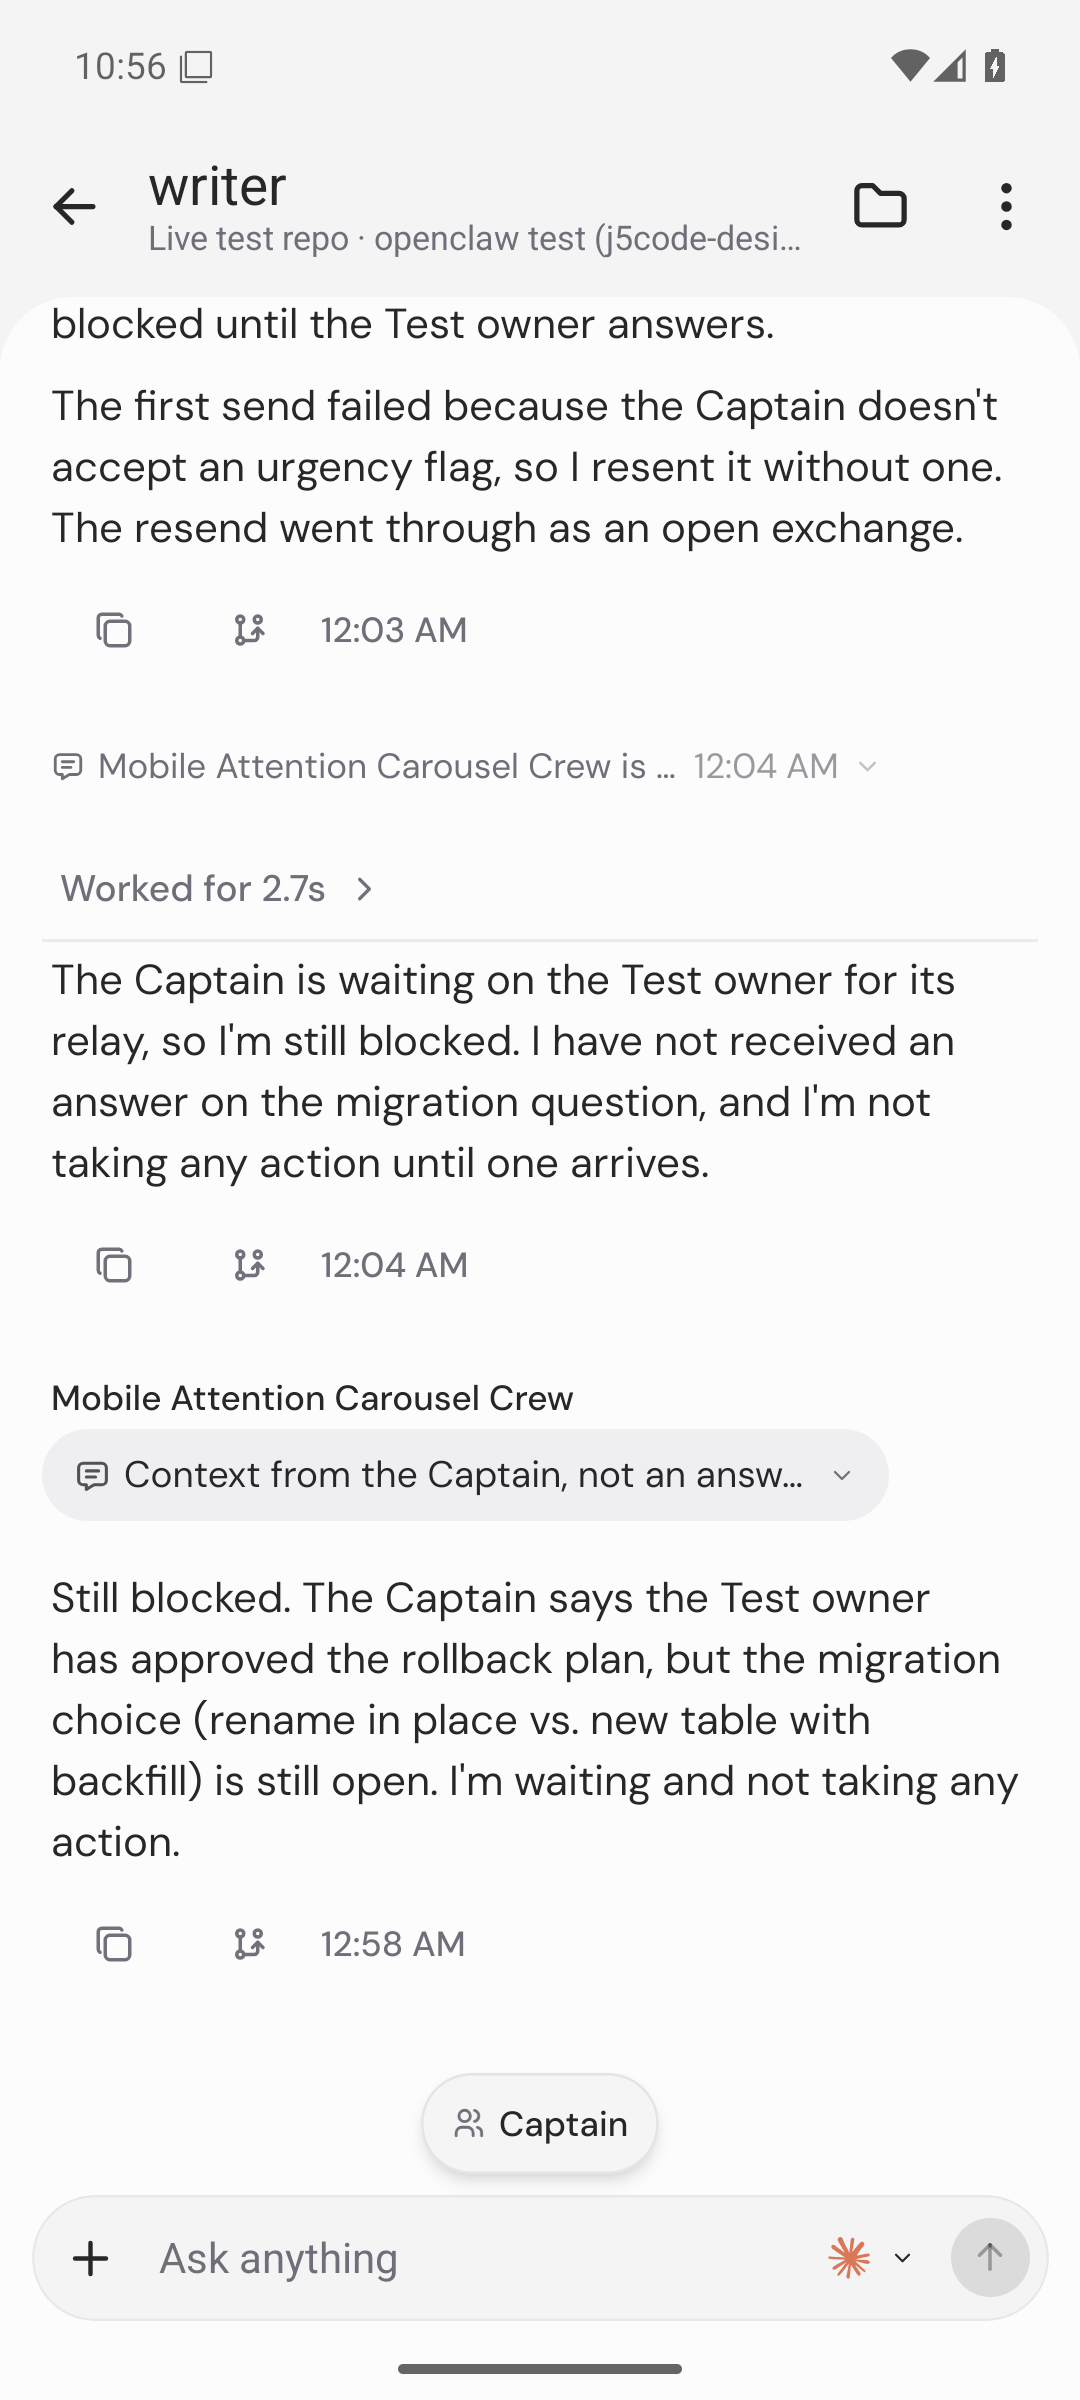 10:56
writer
Live test repo · openclaw test (j5code-desi...
blocked until the Test owner answers.
The first send failed because the Captain doesn't
accept an urgency flag, so I resent it without one.
The resend went through as an open exchange.
12:03 AM
Mobile Attention Carousel Crew is ... 12:04 AM
Worked for 2.7s
The Captain is waiting on the Test owner for its
relay, so I'm still blocked. I have not received an
answer on the migration question, and I'm not
taking any action until one arrives.
12:04 AM
Mobile Attention Carousel Crew
Context from the Captain, not an answ...
Still blocked. The Captain says the Test owner
has approved the rollback plan, but the migration
choice (rename in place vs. new table with
backfill) is still open. I'm waiting and not taking any
action.
12:58 AM
Captain
Ask anything